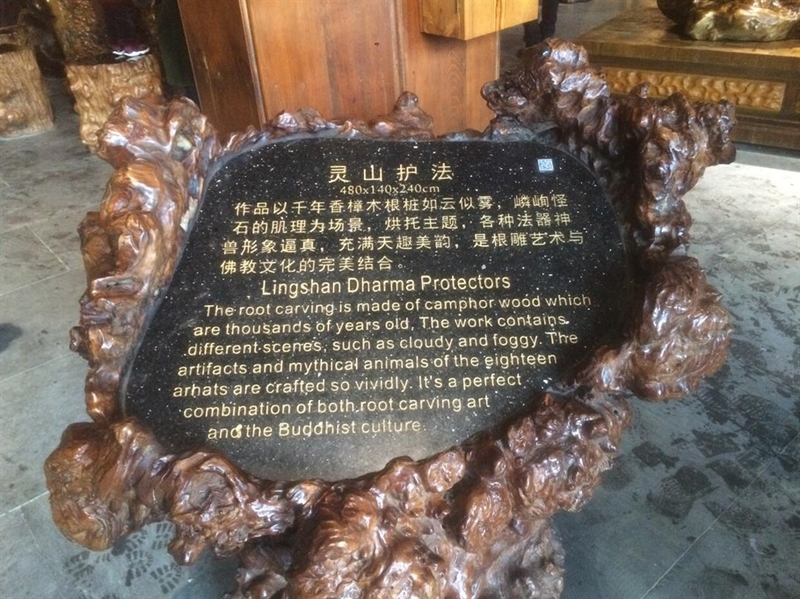 灵山护法
480x140x240cm
作品以千年香樟木根桩如云似雾，嶙峋怪
石的肌理为场景，烘托主题，各种法器神
兽形象逼真，充满天趣美韵，是根雕艺术与
佛教文化的完美结合。
Lingshan Dharma Protectors
The root carving is made of camphor wood which
are thousands of years old. The work contains
different scenes, such as cloudy and foggy. The
artifacts and mythical animals of the eighteen
arhats are crafted so vividly. It's a perfect
combination of both root carving art
and the Buddhist culture.